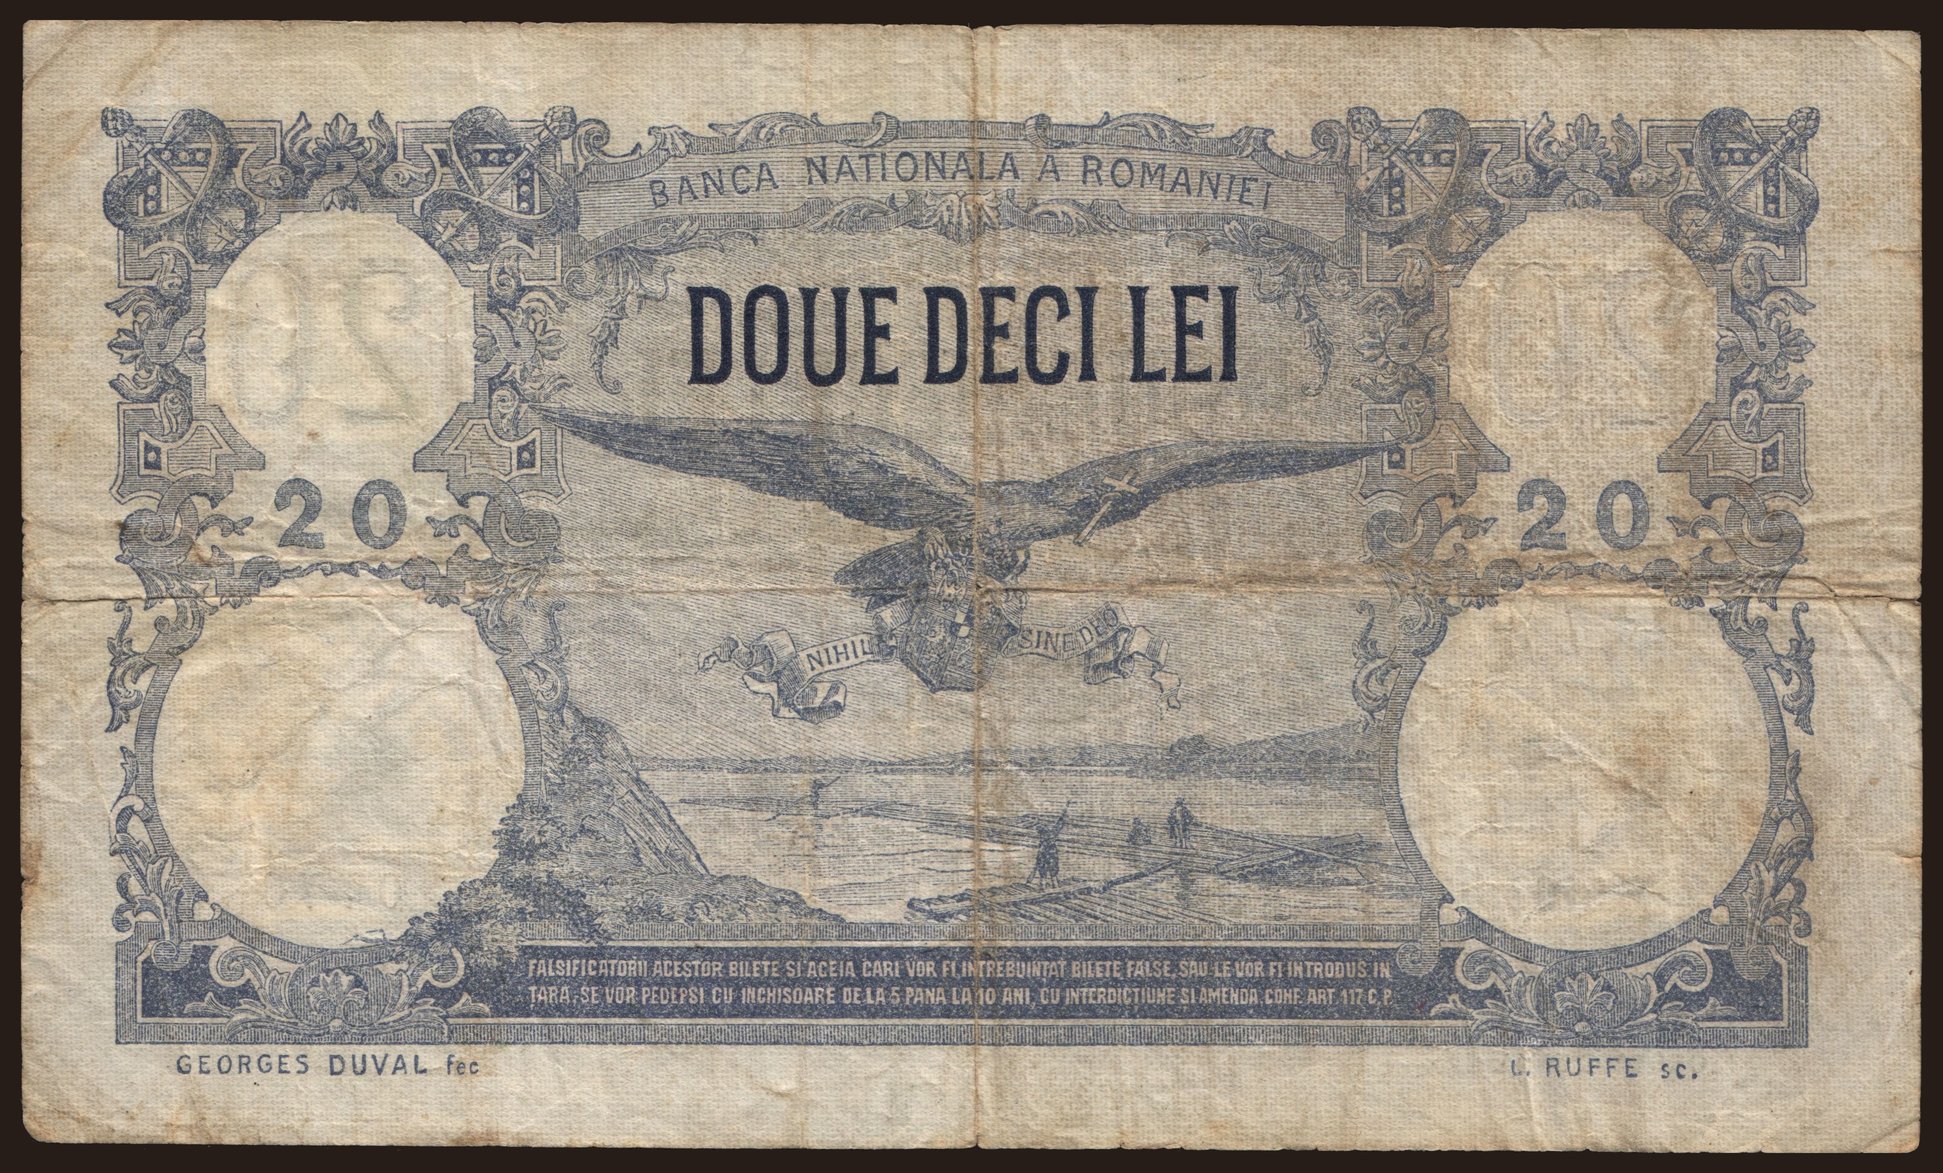 BANCA NATIONALA A ROMANIEI
DOUE DECI LEI
20
20
NIHIL SINE DEO
FALSIFICATORII ACESTOR BILETE SI ACEIA CARI VOR FI INTREBUINTAT BILETE FALSE, SAU LE VOR FI INTRODUS IN
TARA, SE VOR PEDEPSI CU INCHISOARE DE LA 5 PANA LA 10 ANI, CU INTERDICTIUNE SI AMENDA. CONF. ART. 117 C.P.
GEORGES DUVAL fec
L. RUFFE sc.